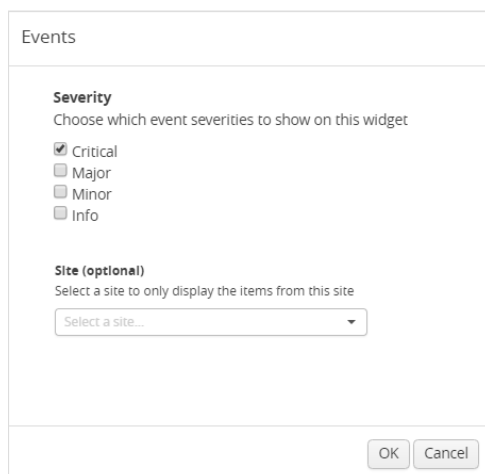 Events
Severity
Choose which event severities to show on this widget
Critical
Major
Minor
Info
Site (optional)
Select a site to only display the items from this site
Select a site...
OK Cancel